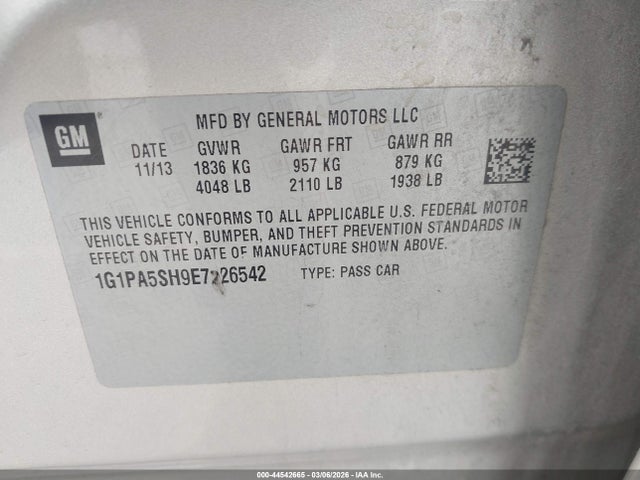 GM
MFD BY GENERAL MOTORS LLC
DATE GVWR GAWR FRT GAWR RR
11/13 1836 KG 957 KG 879 KG
4048 LB 2110 LB 1938 LB
THIS VEHICLE CONFORMS TO ALL APPLICABLE U.S. FEDERAL MOTOR
VEHICLE SAFETY, BUMPER, AND THEFT PREVENTION STANDARDS IN
EFFECT ON THE DATE OF MANUFACTURE SHOWN ABOVE.
1G1PA5SH9E7226542 TYPE: PASS CAR
000-44542665 - 03/06/2026 - IAA Inc.